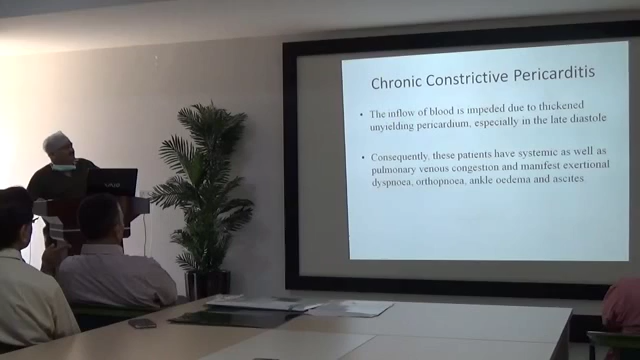 Chronic Constrictive Pericarditis
• The inflow of blood is impeded due to thickened
unyielding pericardium, especially in the late diastole
• Consequently, these patients have systemic as well as
pulmonary venous congestion and manifest exertional
dyspnoea, orthopnoea, ankle oedema and ascites